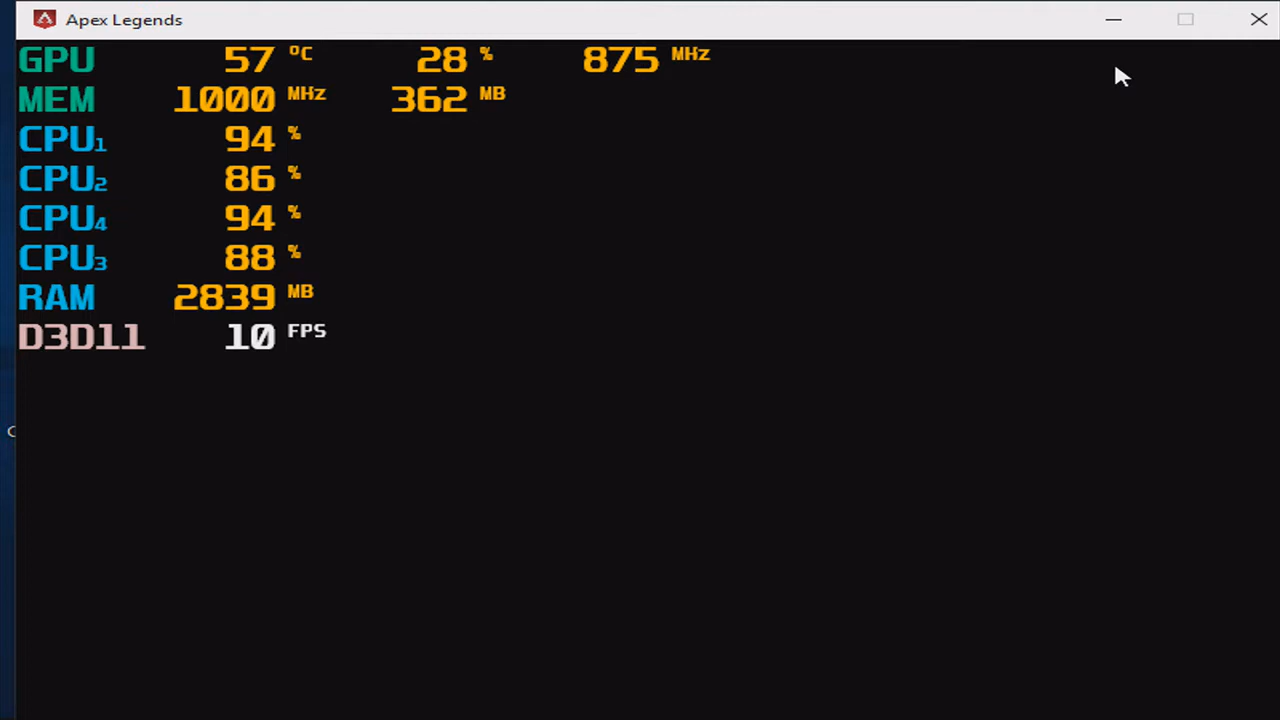 Apex Legends
GPU 57 °C 28 % 875 MHz
MEM 1000 MHz 362 MB
CPU1 94 %
CPU2 86 %
CPU4 94 %
CPU3 88 %
RAM 2839 MB
D3D11 10 FPS